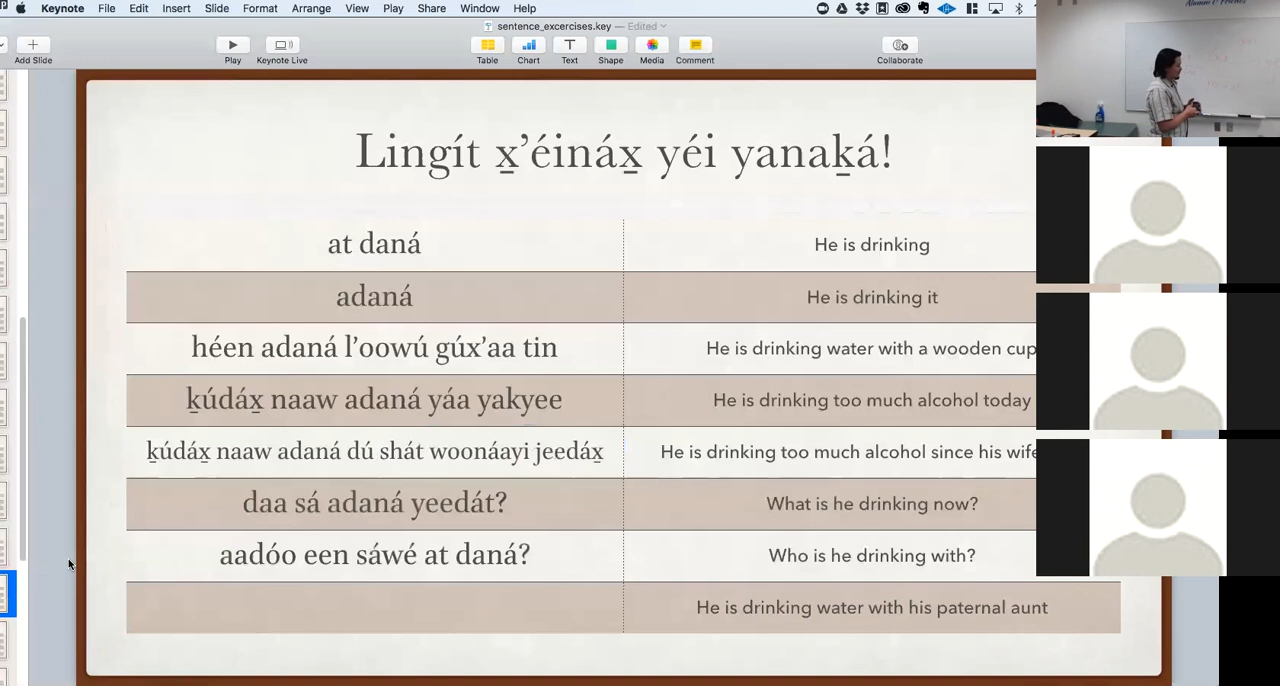 Keynote File Edit Insert Slide Format Arrange View Play Share Window Help
sentence_excercises.key — Edited
Add Slide Play Keynote Live Table Chart Text Shape Media Comment Collaborate
Alumni & Friends
Lingít x̱’éináx̱ yéi yanaḵá!
at daná He is drinking
adaná He is drinking it
héen adaná l’oowú gúx’aa tin He is drinking water with a wooden cup
ḵúdáx̱ naaw adaná yáa yakyee He is drinking too much alcohol today
ḵúdáx̱ naaw adaná dú shát woonáayi jeedáx̱ He is drinking too much alcohol since his wife
daa sá adaná yeedát? What is he drinking now?
aadóo een sáwé at daná? Who is he drinking with?
He is drinking water with his paternal aunt